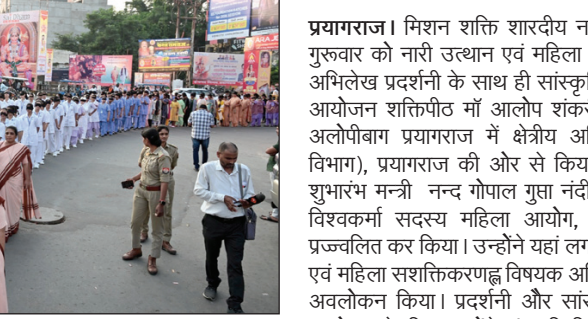 प्रयागराज। मिशन शक्ति शारदीय न
गुरूवार को नारी उत्थान एवं महिला
अभिलेख प्रदर्शनी के साथ ही सांस्कृ
आयोजन शक्तिपीठ मॉ आलोप शंक
अलोपीबाग प्रयागराज में क्षेत्रीय अ
विभाग), प्रयागराज की ओर से किय
शुभारंभ मन्त्री नन्द गोपाल गुप्ता नंदी
विश्वकर्मा सदस्य महिला आयोग,
प्रज्ज्वलित कर किया। उन्होंने यहां लग
एवं महिला सशक्तिकरणह्ण विषयक अ
अवलोकन किया। प्रदर्शनी और सांस